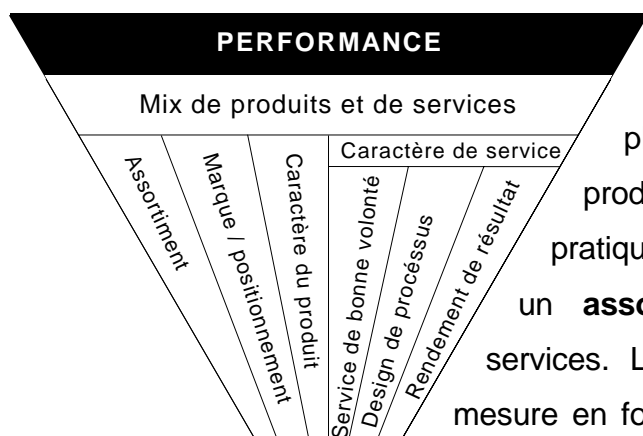 PERFORMANCE
Mix de produits et de services
Caractère de service
Assortiment
Marque / positionnement
Caractère du produit
Service de bonne volonté
Design de procéssus
Rendement de résultat
p
prod
pratiqu
un asso
services. L
mesure en fo